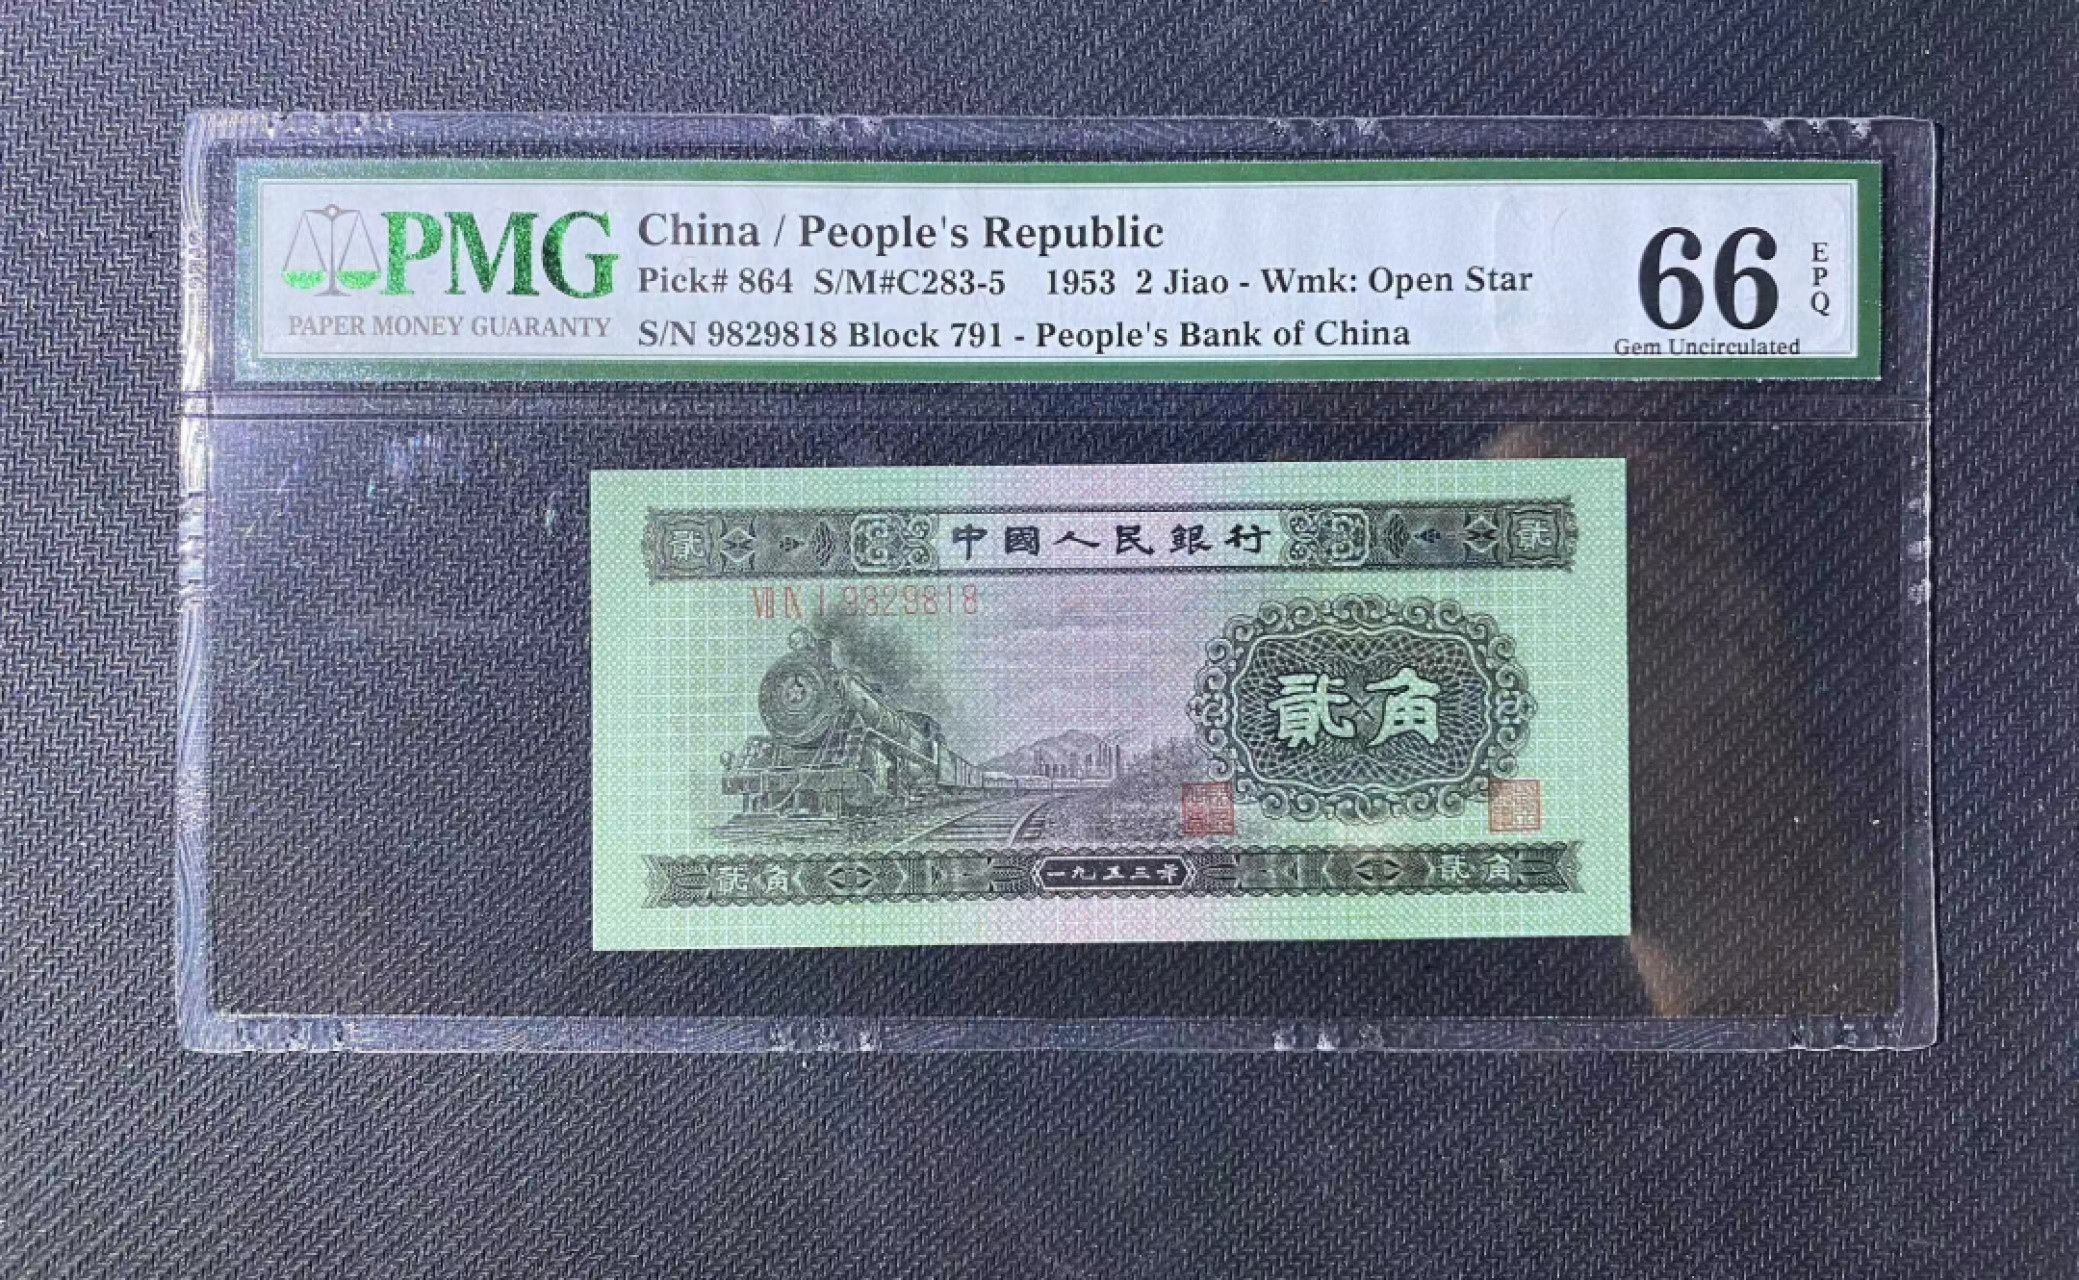 PMG
PAPER MONEY GUARANTY
China / People's Republic
Pick# 864 S/M#C283-5 1953 2 Jiao - Wmk: Open Star
S/N 9829818 Block 791 - People's Bank of China
66
EPQ
Gem Uncirculated
貳 中國人民銀行 貳
VII IX I 9829818
貳角
貳角 一九五三年 貳角